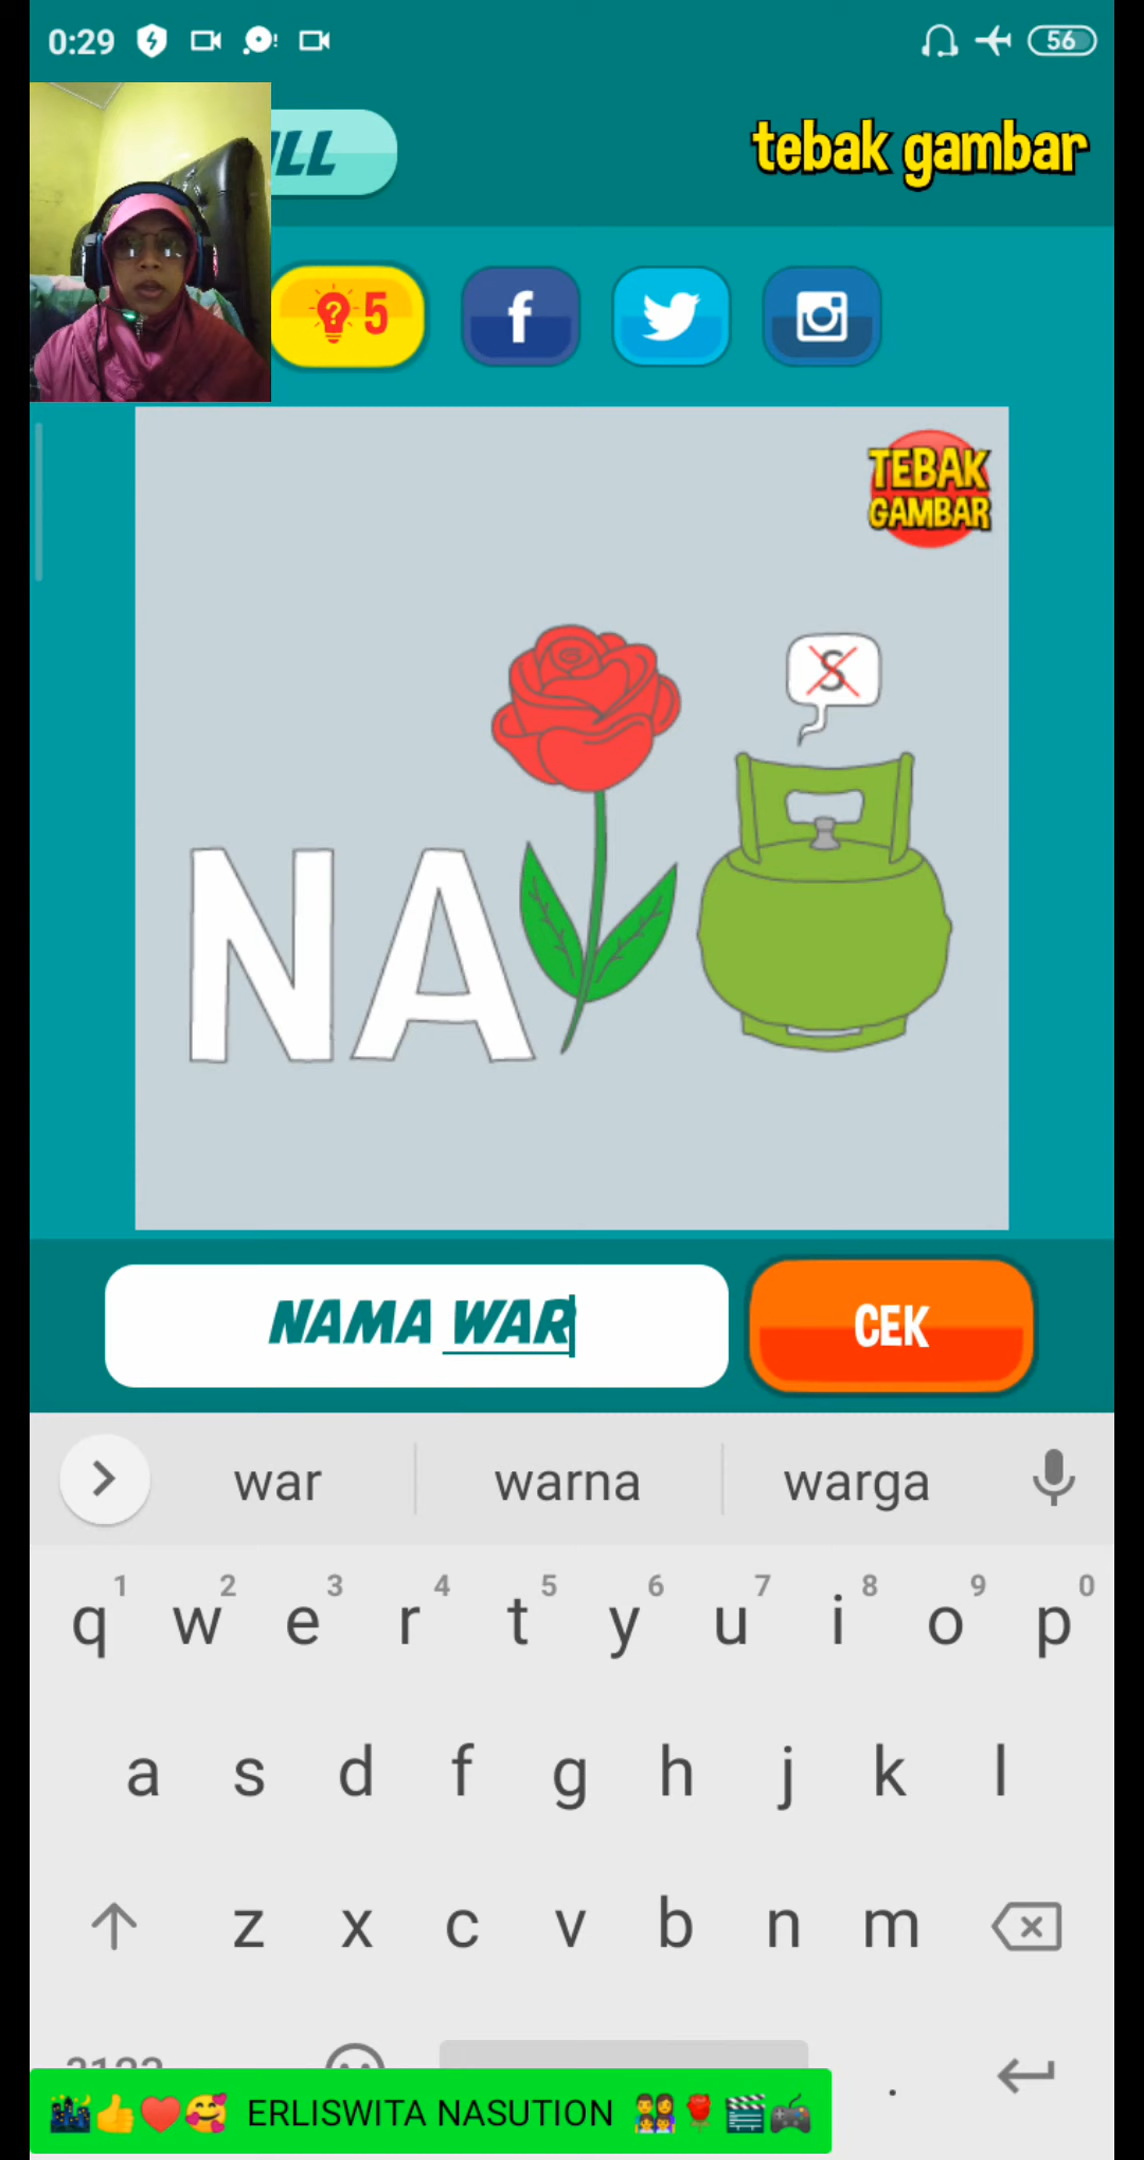 0:29
56
ILL
tebak gambar
? 5
f
TEBAK
GAMBAR
S
NA
NAMA WAR
CEK
war warna warga
1 2 3 4 5 6 7 8 9 0
q w e r t y u i o p
a s d f g h j k l
z x c v b n m
.
ERLISWITA NASUTION